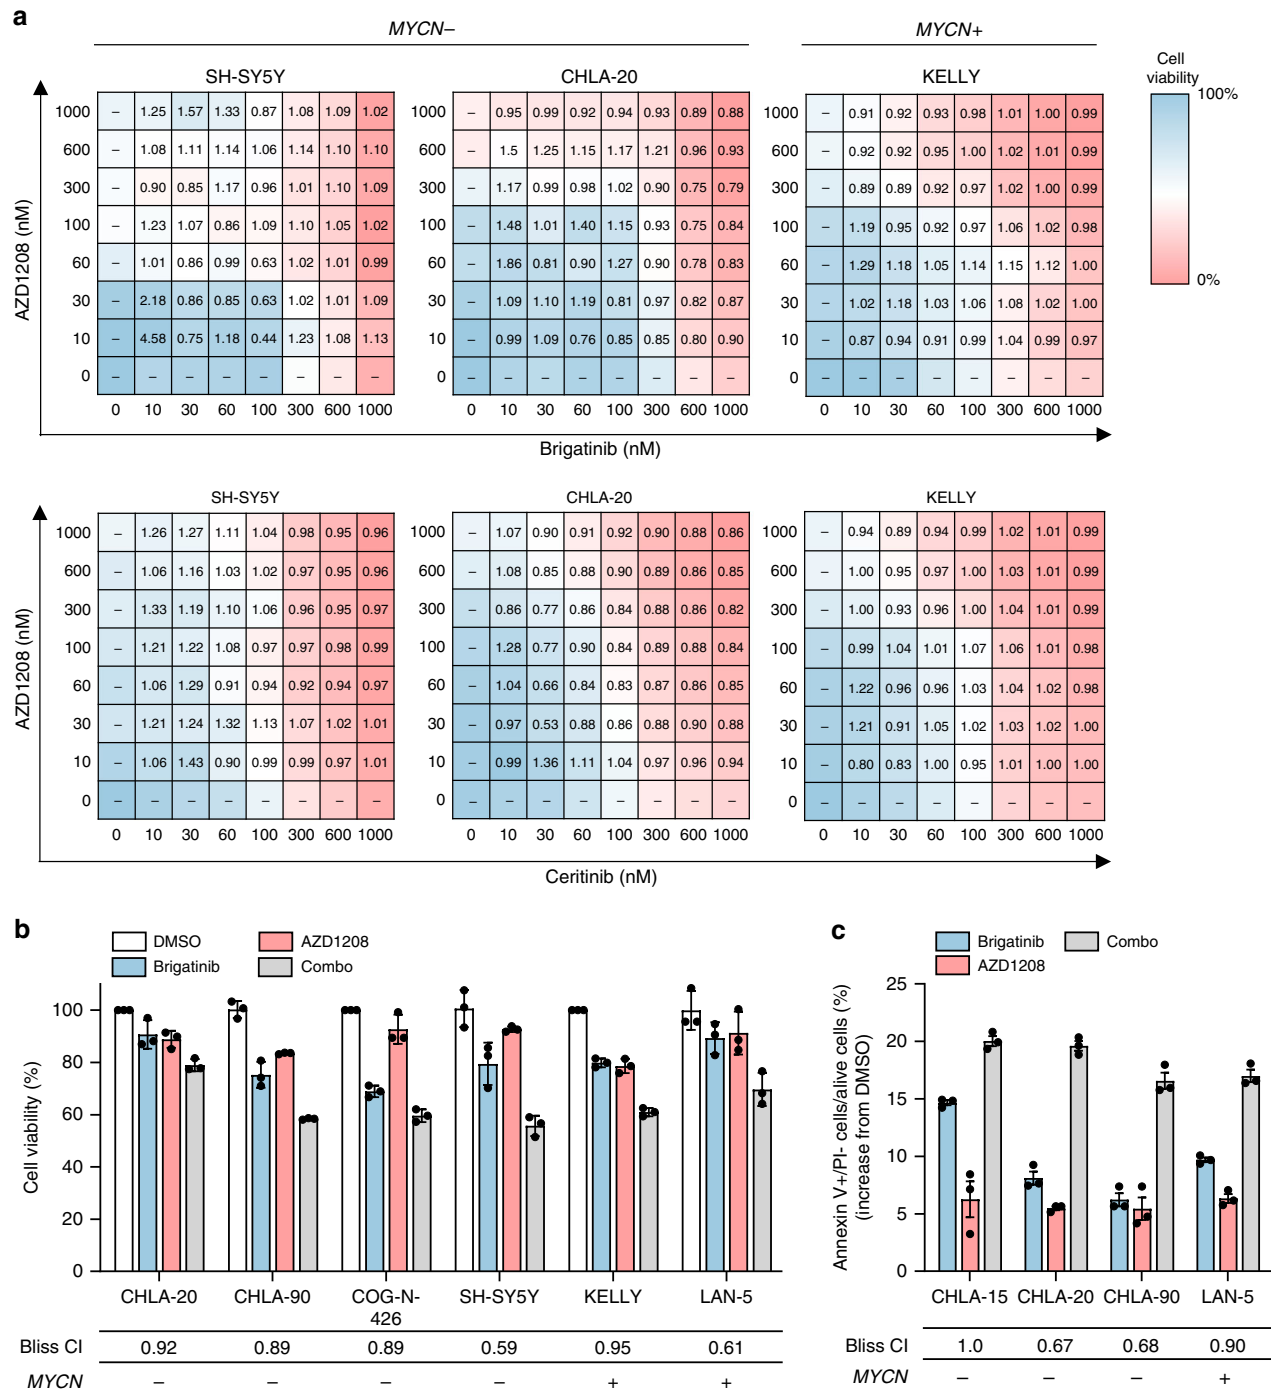 a
MYCN– MYCN+
SH-SY5Y CHLA-20 KELLY
Cell
viability
100%
0%
AZD1208 (nM)
1000 – 1.25 1.57 1.33 0.87 1.08 1.09 1.02 – 0.95 0.99 0.92 0.94 0.93 0.89 0.88 1000 – 0.91 0.92 0.93 0.98 1.01 1.00 0.99
600 – 1.08 1.11 1.14 1.06 1.14 1.10 1.10 – 1.5 1.25 1.15 1.17 1.21 0.96 0.93 600 – 0.92 0.92 0.95 1.00 1.02 1.01 0.99
300 – 0.90 0.85 1.17 0.96 1.01 1.10 1.09 300 – 1.17 0.99 0.98 1.02 0.90 0.75 0.79 300 – 0.89 0.89 0.92 0.97 1.02 1.00 0.99
100 – 1.23 1.07 0.86 1.09 1.10 1.05 1.02 100 – 1.48 1.01 1.40 1.15 0.93 0.75 0.84 100 – 1.19 0.95 0.92 0.97 1.06 1.02 0.98
60 – 1.01 0.86 0.99 0.63 1.02 1.01 0.99 60 – 1.86 0.81 0.90 1.27 0.90 0.78 0.83 60 – 1.29 1.18 1.05 1.14 1.15 1.12 1.00
30 – 2.18 0.86 0.85 0.63 1.02 1.01 1.09 30 – 1.09 1.10 1.19 0.81 0.97 0.82 0.87 30 – 1.02 1.18 1.03 1.06 1.08 1.02 1.00
10 – 4.58 0.75 1.18 0.44 1.23 1.08 1.13 10 – 0.99 1.09 0.76 0.85 0.85 0.80 0.90 10 – 0.87 0.94 0.91 0.99 1.04 0.99 0.97
0 – – – – – – – – 0 – – – – – – – – 0 – – – – – – – –
0 10 30 60 100 300 600 1000 0 10 30 60 100 300 600 1000 0 10 30 60 100 300 600 1000
Brigatinib (nM)
SH-SY5Y CHLA-20 KELLY
AZD1208 (nM)
1000 – 1.26 1.27 1.11 1.04 0.98 0.95 0.96 1000 – 1.07 0.90 0.91 0.92 0.90 0.88 0.86 1000 – 0.94 0.89 0.94 0.99 1.02 1.01 0.99
600 – 1.06 1.16 1.03 1.02 0.97 0.95 0.96 600 – 1.08 0.85 0.88 0.90 0.89 0.86 0.85 600 – 1.00 0.95 0.97 1.00 1.03 1.01 0.99
300 – 1.33 1.19 1.10 1.06 0.96 0.95 0.97 300 – 0.86 0.77 0.86 0.84 0.88 0.86 0.82 300 – 1.00 0.93 0.96 1.00 1.04 1.01 0.99
100 – 1.21 1.22 1.08 0.97 0.97 0.98 0.99 100 – 1.28 0.77 0.90 0.84 0.89 0.88 0.84 100 – 0.99 1.04 1.01 1.07 1.06 1.01 0.98
60 – 1.06 1.29 0.91 0.94 0.92 0.94 0.97 60 – 1.04 0.66 0.84 0.83 0.87 0.86 0.85 60 – 1.22 0.96 0.96 1.03 1.04 1.02 0.98
30 – 1.21 1.24 1.32 1.13 1.07 1.02 1.01 30 – 0.97 0.53 0.88 0.86 0.88 0.90 0.88 30 – 1.21 0.91 1.05 1.02 1.03 1.02 1.00
10 – 1.06 1.43 0.90 0.99 0.99 0.97 1.01 10 – 0.99 1.36 1.11 1.04 0.97 0.96 0.94 10 – 0.80 0.83 1.00 0.95 1.01 1.00 1.00
0 – – – – – – – – 0 – – – – – – – – 0 – – – – – – – –
0 10 30 60 100 300 600 1000 0 10 30 60 100 300 600 1000 0 10 30 60 100 300 600 1000
Ceritinib (nM)
b
DMSO AZD1208
Brigatinib Combo
Cell viability (%)
100
80
60
40
20
0
CHLA-20 CHLA-90 COG-N-426 SH-SY5Y KELLY LAN-5
Bliss CI 0.92 0.89 0.89 0.59 0.95 0.61
MYCN – – – – + +
c
Brigatinib Combo
AZD1208
Annexin V+/PI- cells/alive cells (%)
(increase from DMSO)
25
20
15
10
5
0
CHLA-15 CHLA-20 CHLA-90 LAN-5
Bliss CI 1.0 0.67 0.68 0.90
MYCN – – – +